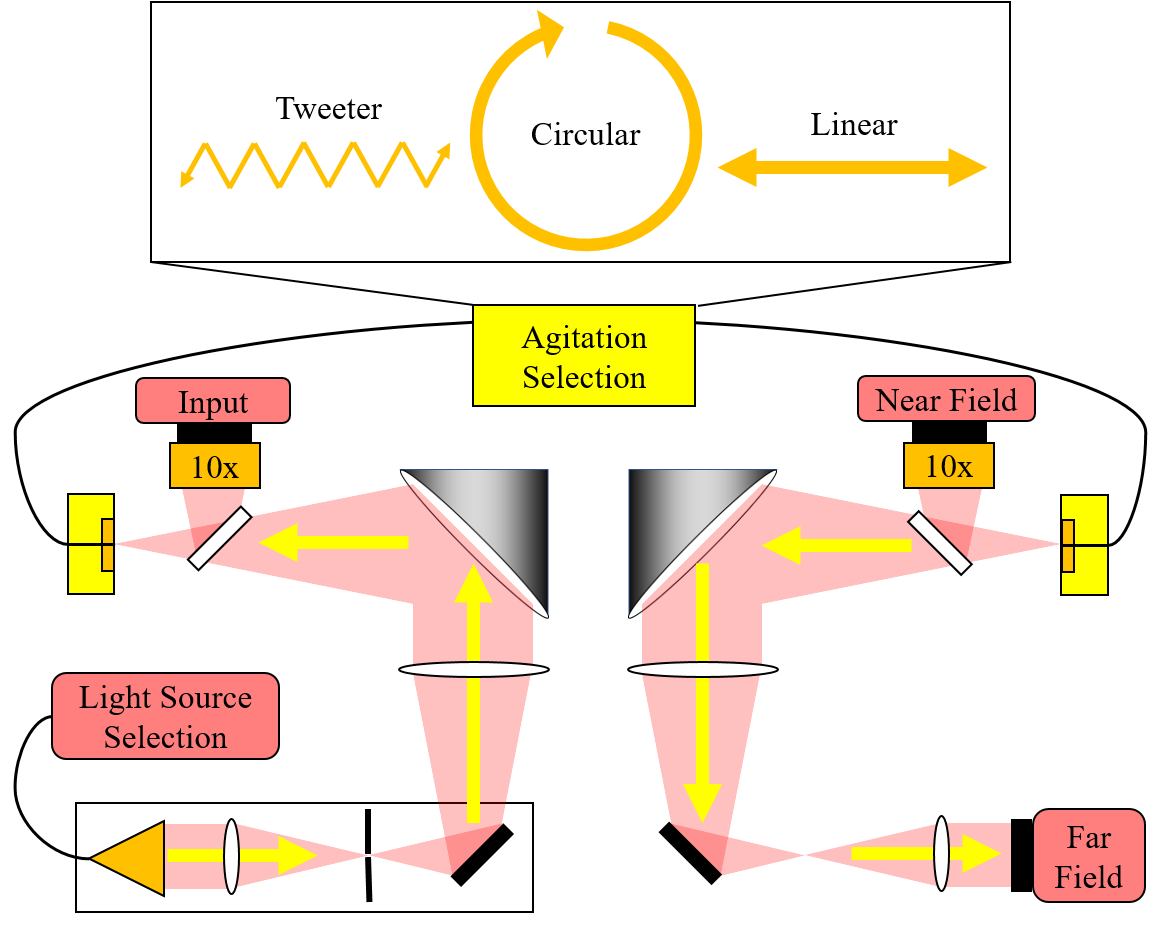 Tweeter
Circular
Linear
Agitation
Selection
Input
10x
Near Field
10x
Light Source
Selection
Far
Field